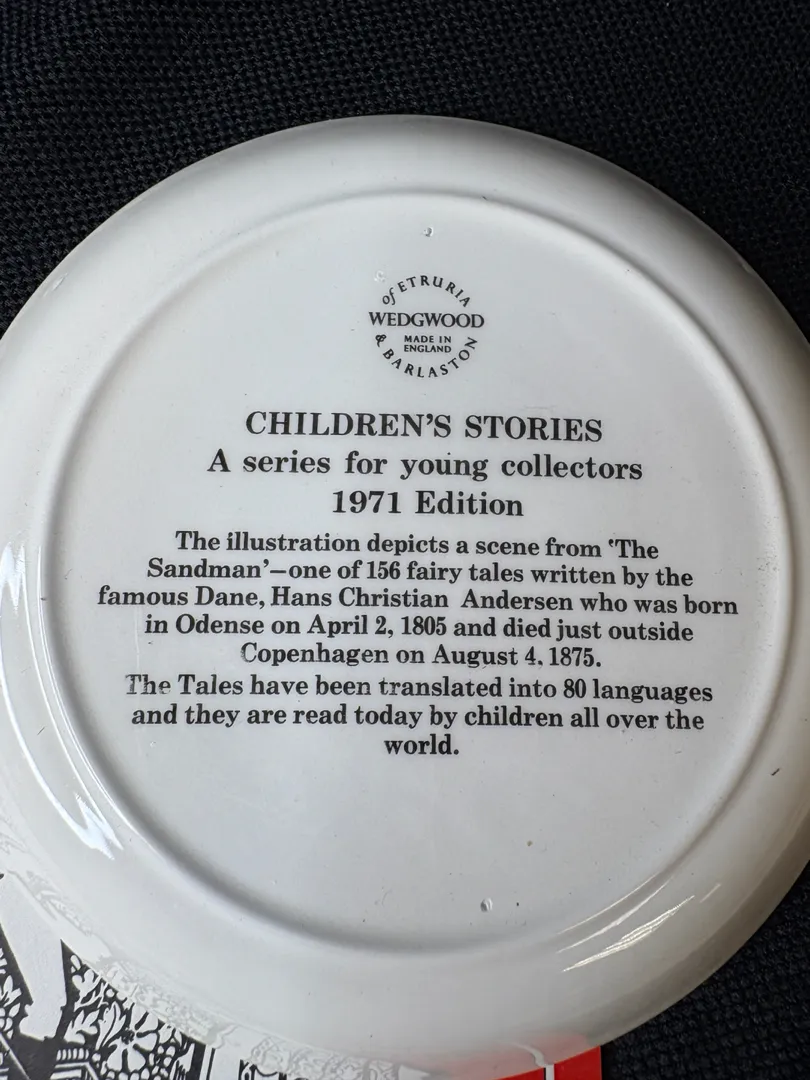 of ETRURIA
WEDGWOOD
MADE IN
ENGLAND
& BARLASTON
CHILDREN'S STORIES
A series for young collectors
1971 Edition
The illustration depicts a scene from 'The
Sandman'—one of 156 fairy tales written by the
famous Dane, Hans Christian Andersen who was born
in Odense on April 2, 1805 and died just outside
Copenhagen on August 4. 1875.
The Tales have been translated into 80 languages
and they are read today by children all over the
world.